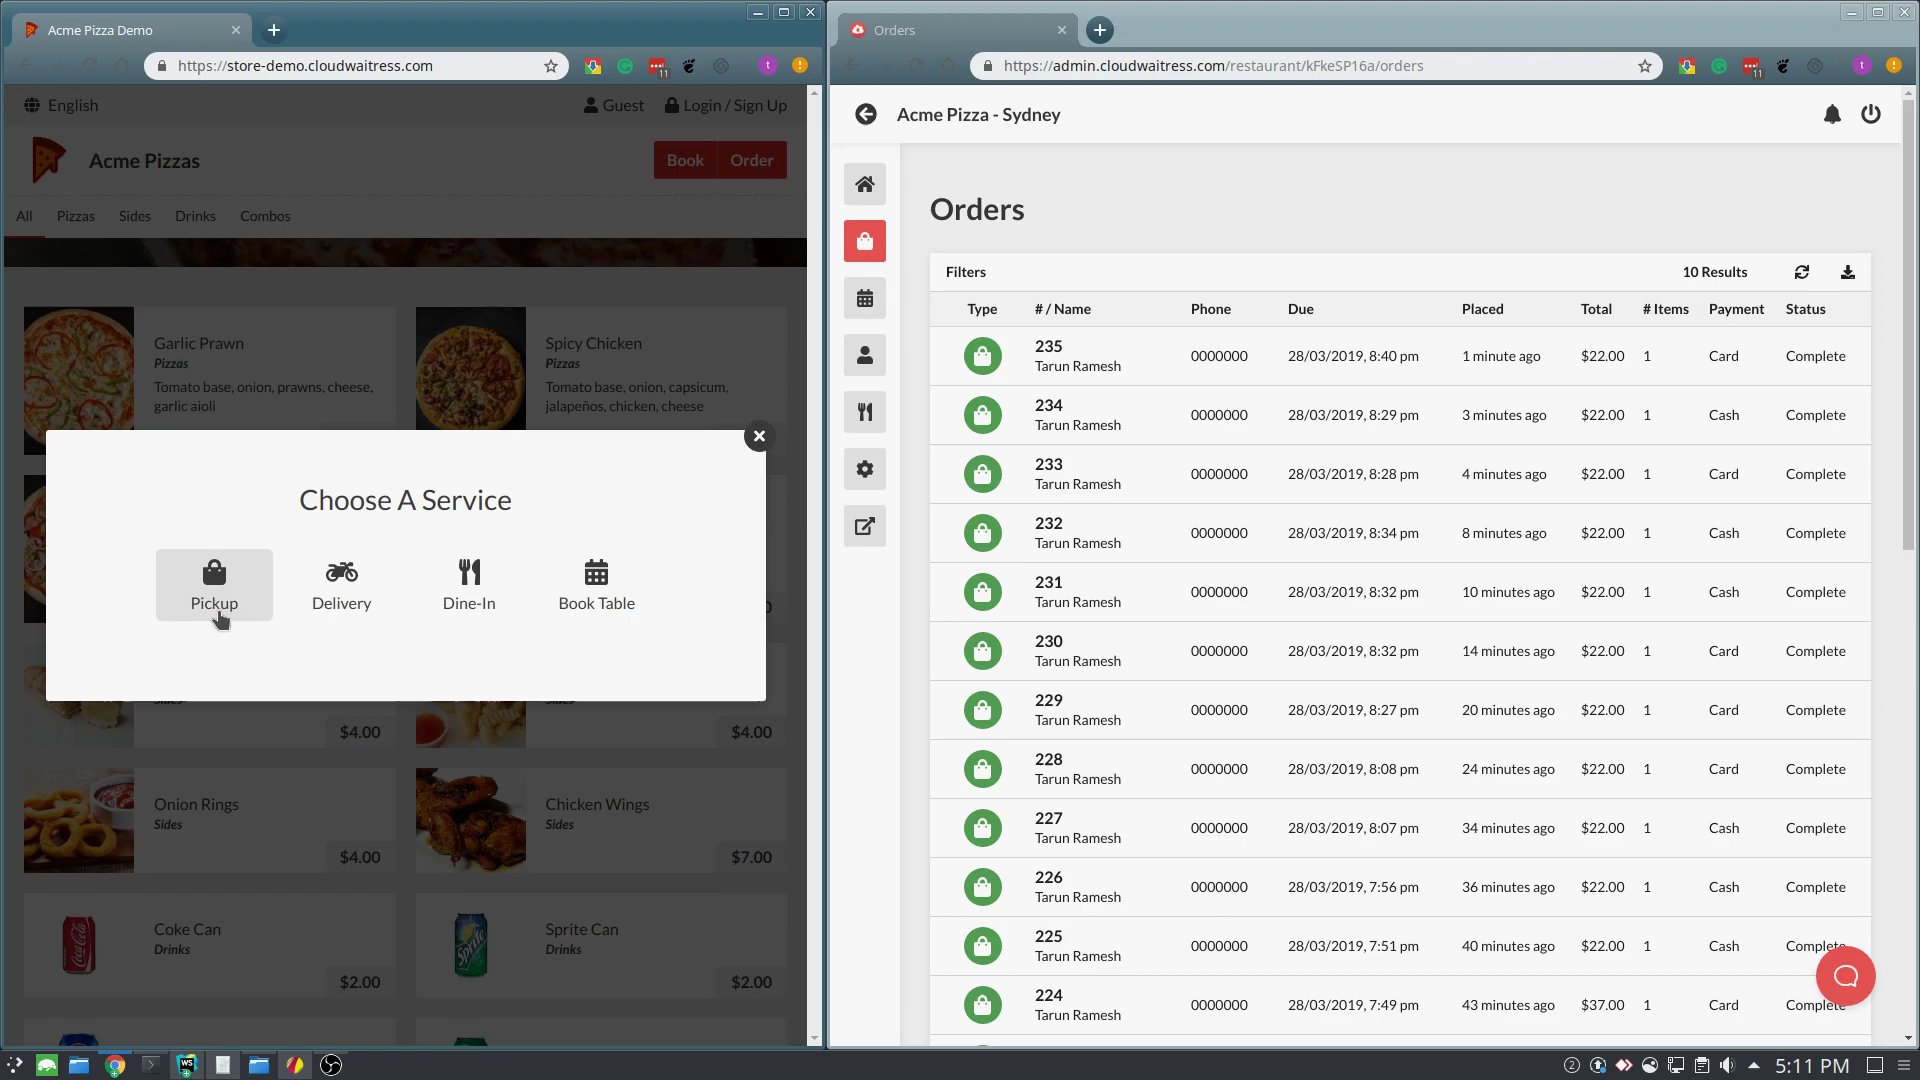 Acme Pizza Demo
https://store-demo.cloudwaitress.com
11
t
English
Guest
Login / Sign Up
Acme Pizzas
Book
Order
All
Pizzas
Sides
Drinks
Combos
Garlic Prawn
Pizzas
Tomato base, onion, prawns, cheese,
garlic aioli
Spicy Chicken
Pizzas
Tomato base, onion, capsicum,
jalapeños, chicken, cheese
Choose A Service
Pickup
Delivery
Dine-In
Book Table
Sides
$4.00
Sides
$4.00
Onion Rings
Sides
$4.00
Chicken Wings
Sides
$7.00
Coke Can
Drinks
$2.00
Sprite Can
Drinks
$2.00
Coca-Cola
Sprite
Orders
https://admin.cloudwaitress.com/restaurant/kFkeSP16a/orders
11
t
Acme Pizza - Sydney
Orders
Filters
10 Results
Type # / Name Phone Due Placed Total # Items Payment Status
235
Tarun Ramesh 0000000 28/03/2019, 8:40 pm 1 minute ago $22.00 1 Card Complete
234
Tarun Ramesh 0000000 28/03/2019, 8:29 pm 3 minutes ago $22.00 1 Cash Complete
233
Tarun Ramesh 0000000 28/03/2019, 8:28 pm 4 minutes ago $22.00 1 Card Complete
232
Tarun Ramesh 0000000 28/03/2019, 8:34 pm 8 minutes ago $22.00 1 Cash Complete
231
Tarun Ramesh 0000000 28/03/2019, 8:32 pm 10 minutes ago $22.00 1 Cash Complete
230
Tarun Ramesh 0000000 28/03/2019, 8:32 pm 14 minutes ago $22.00 1 Card Complete
229
Tarun Ramesh 0000000 28/03/2019, 8:27 pm 20 minutes ago $22.00 1 Card Complete
228
Tarun Ramesh 0000000 28/03/2019, 8:08 pm 24 minutes ago $22.00 1 Card Complete
227
Tarun Ramesh 0000000 28/03/2019, 8:07 pm 34 minutes ago $22.00 1 Cash Complete
226
Tarun Ramesh 0000000 28/03/2019, 7:56 pm 36 minutes ago $22.00 1 Cash Complete
225
Tarun Ramesh 0000000 28/03/2019, 7:51 pm 40 minutes ago $22.00 1 Cash Complete
224
Tarun Ramesh 0000000 28/03/2019, 7:49 pm 43 minutes ago $37.00 1 Card Complete
WS
2
5:11 PM